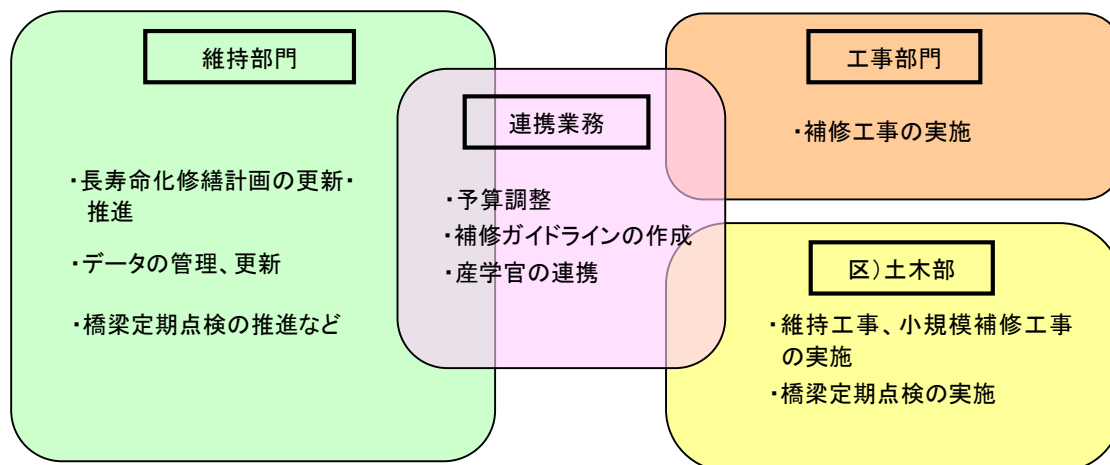 維持部門
・長寿命化修繕計画の更新・
推進
・データの管理、更新
・橋梁定期点検の推進など
連携業務
・予算調整
・補修ガイドラインの作成
・産学官の連携
工事部門
・補修工事の実施
区）土木部
・維持工事、小規模補修工事
の実施
・橋梁定期点検の実施